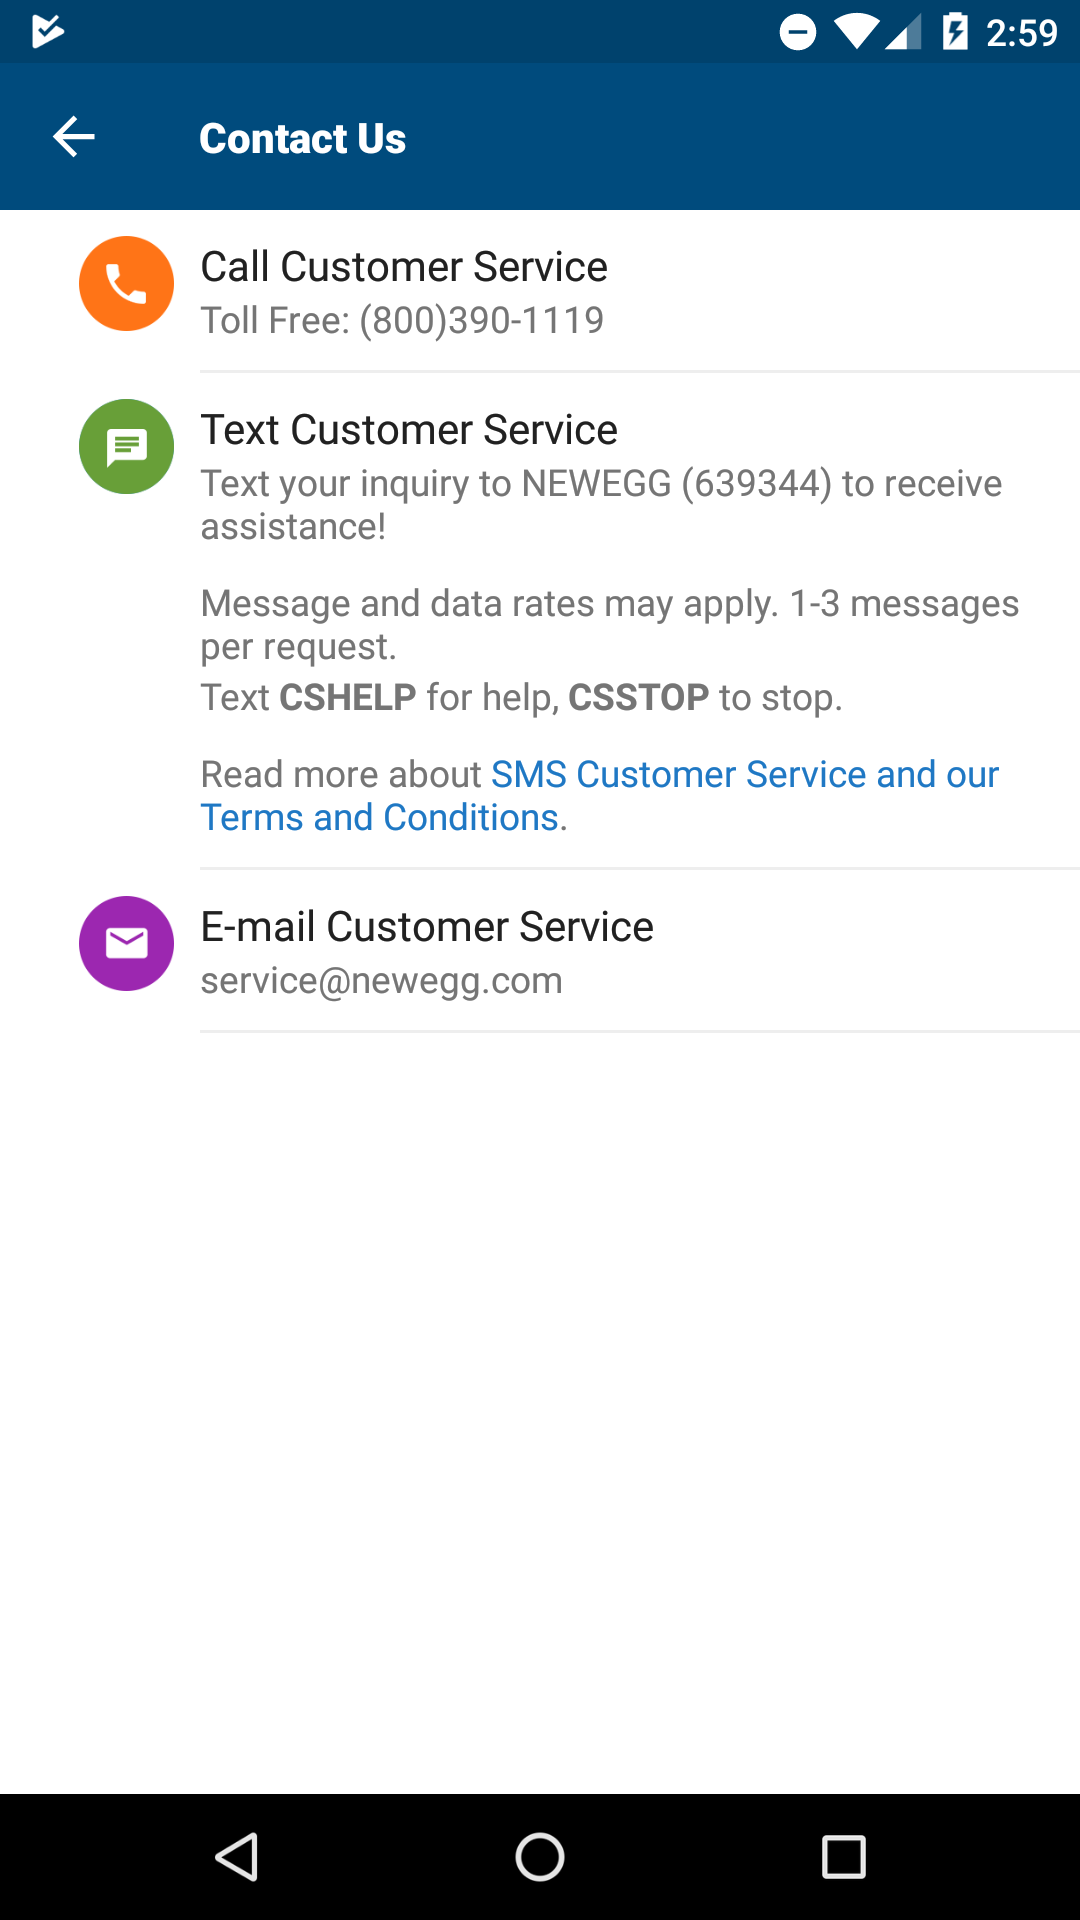 2:59
Contact Us
Call Customer Service
Toll Free: (800)390-1119
Text Customer Service
Text your inquiry to NEWEGG (639344) to receive
assistance!
Message and data rates may apply. 1-3 messages
per request.
Text CSHELP for help, CSSTOP to stop.
Read more about SMS Customer Service and our
Terms and Conditions.
E-mail Customer Service
service@newegg.com